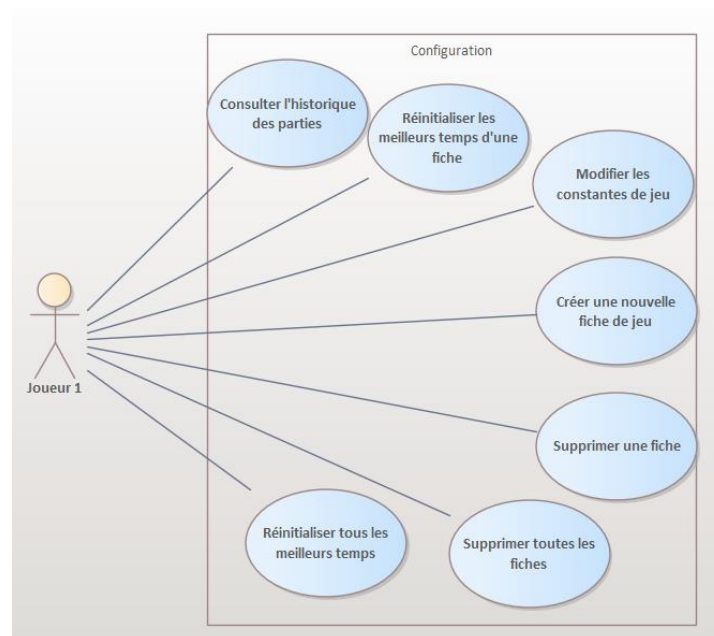 Configuration
Consulter l'historique
des parties
Réinitialiser les
meilleurs temps d'une
fiche
Modifier les
constantes de jeu
Créer une nouvelle
fiche de jeu
Joueur 1
Supprimer une fiche
Réinitialiser tous les
meilleurs temps
Supprimer toutes les
fiches